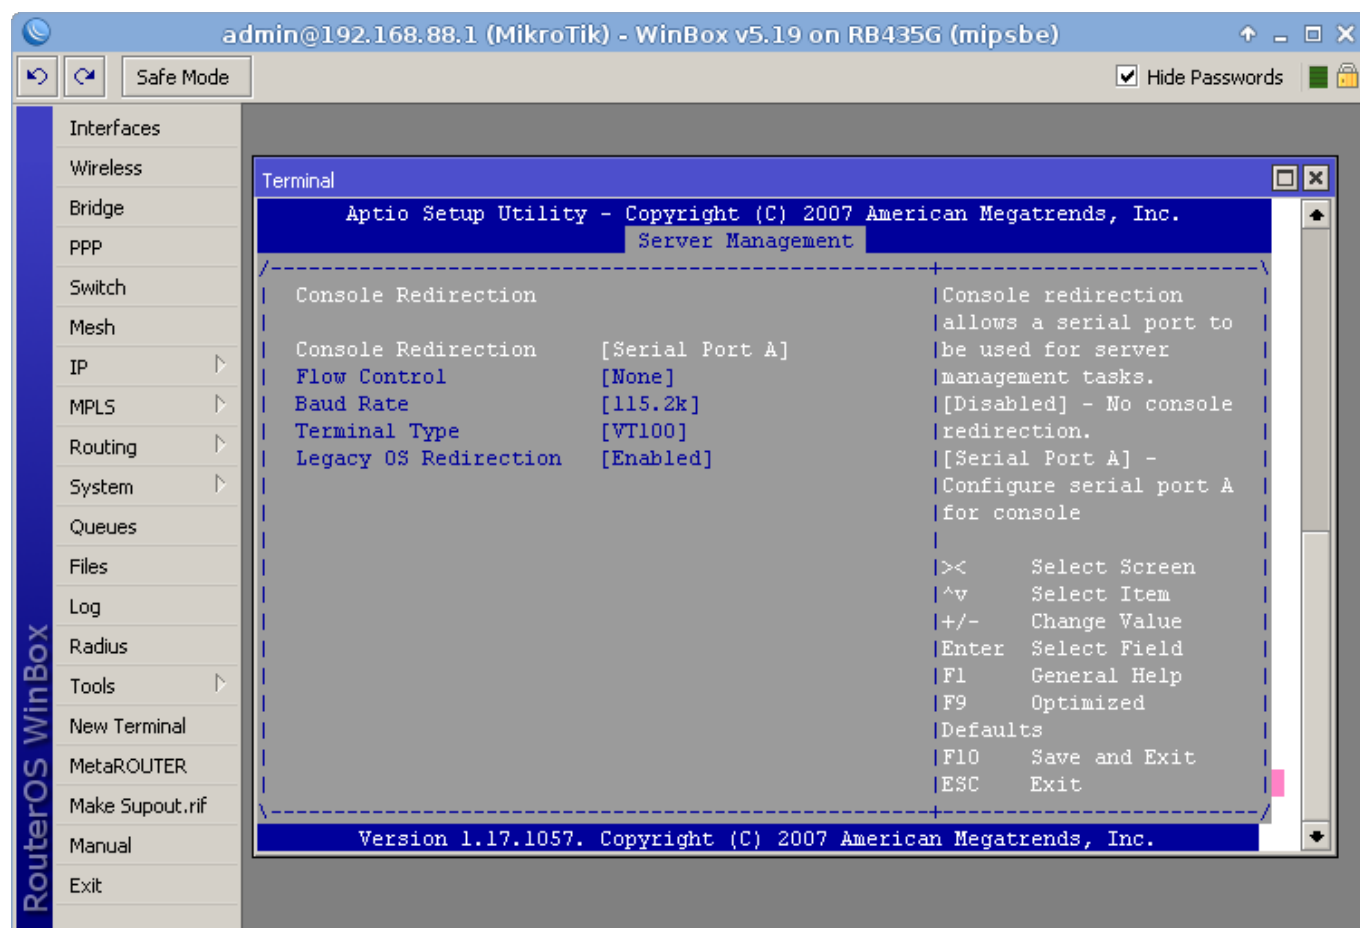 admin@192.168.88.1 (MikroTik) - WinBox v5.19 on RB435G (mipsbe)
Safe Mode
Hide Passwords
Interfaces
Wireless
Bridge
PPP
Switch
Mesh
IP
MPLS
Routing
System
Queues
Files
Log
Radius
Tools
New Terminal
MetaROUTER
Make Supout.rif
Manual
Exit
RouterOS WinBox
Terminal
Aptio Setup Utility - Copyright (C) 2007 American Megatrends, Inc.
Server Management
/----------------------------------------------------+-------------------------\
Console Redirection
Console Redirection [Serial Port A]
Flow Control [None]
Baud Rate [115.2k]
Terminal Type [VT100]
Legacy OS Redirection [Enabled]
Console redirection
allows a serial port to
be used for server
management tasks.
[Disabled] - No console
redirection.
[Serial Port A] -
Configure serial port A
for console
>< Select Screen
^v Select Item
+/- Change Value
Enter Select Field
F1 General Help
F9 Optimized
Defaults
F10 Save and Exit
ESC Exit
\----------------------------------------------------+-------------------------/
Version 1.17.1057. Copyright (C) 2007 American Megatrends, Inc.